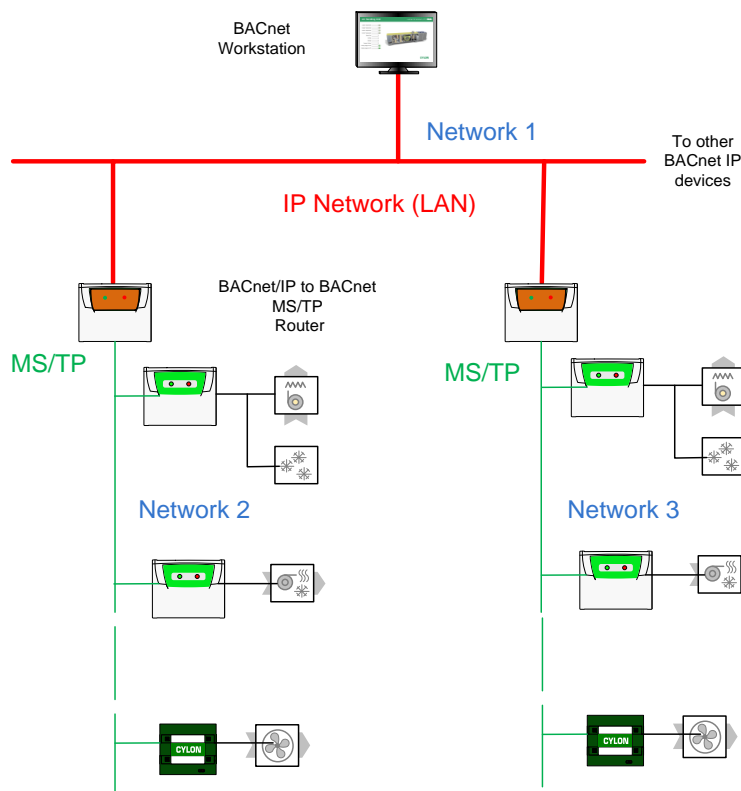 BACnet
Workstation
Network 1
To other
BACnet IP
devices
IP Network (LAN)
BACnet/IP to BACnet
MS/TP
Router
MS/TP
MS/TP
Network 2
Network 3
CYLON
CYLON